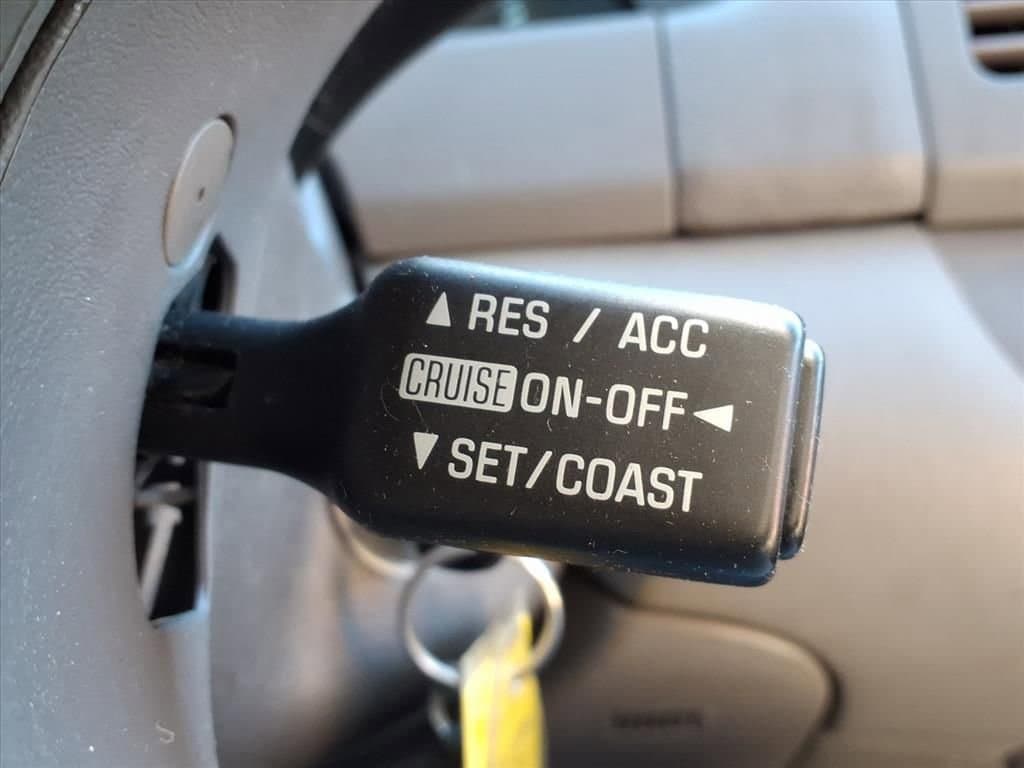 ▲ RES / ACC
CRUISE ON-OFF ◀
▼ SET/COAST